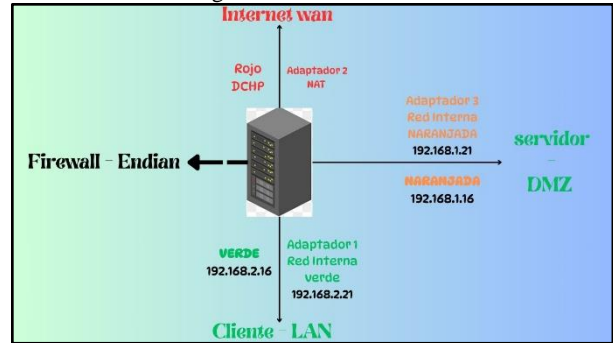 Internet wan
Rojo
DCHP
Adaptador 2
NAT
Adaptador 3
Red Interna
NARANJADA
192.168.1.21
servidor
-
DMZ
Firewall - Endian
NARANJADA
192.168.1.16
VERDE
192.168.2.16
Adaptador 1
Red Interna
verde
192.168.2.21
Cliente - LAN